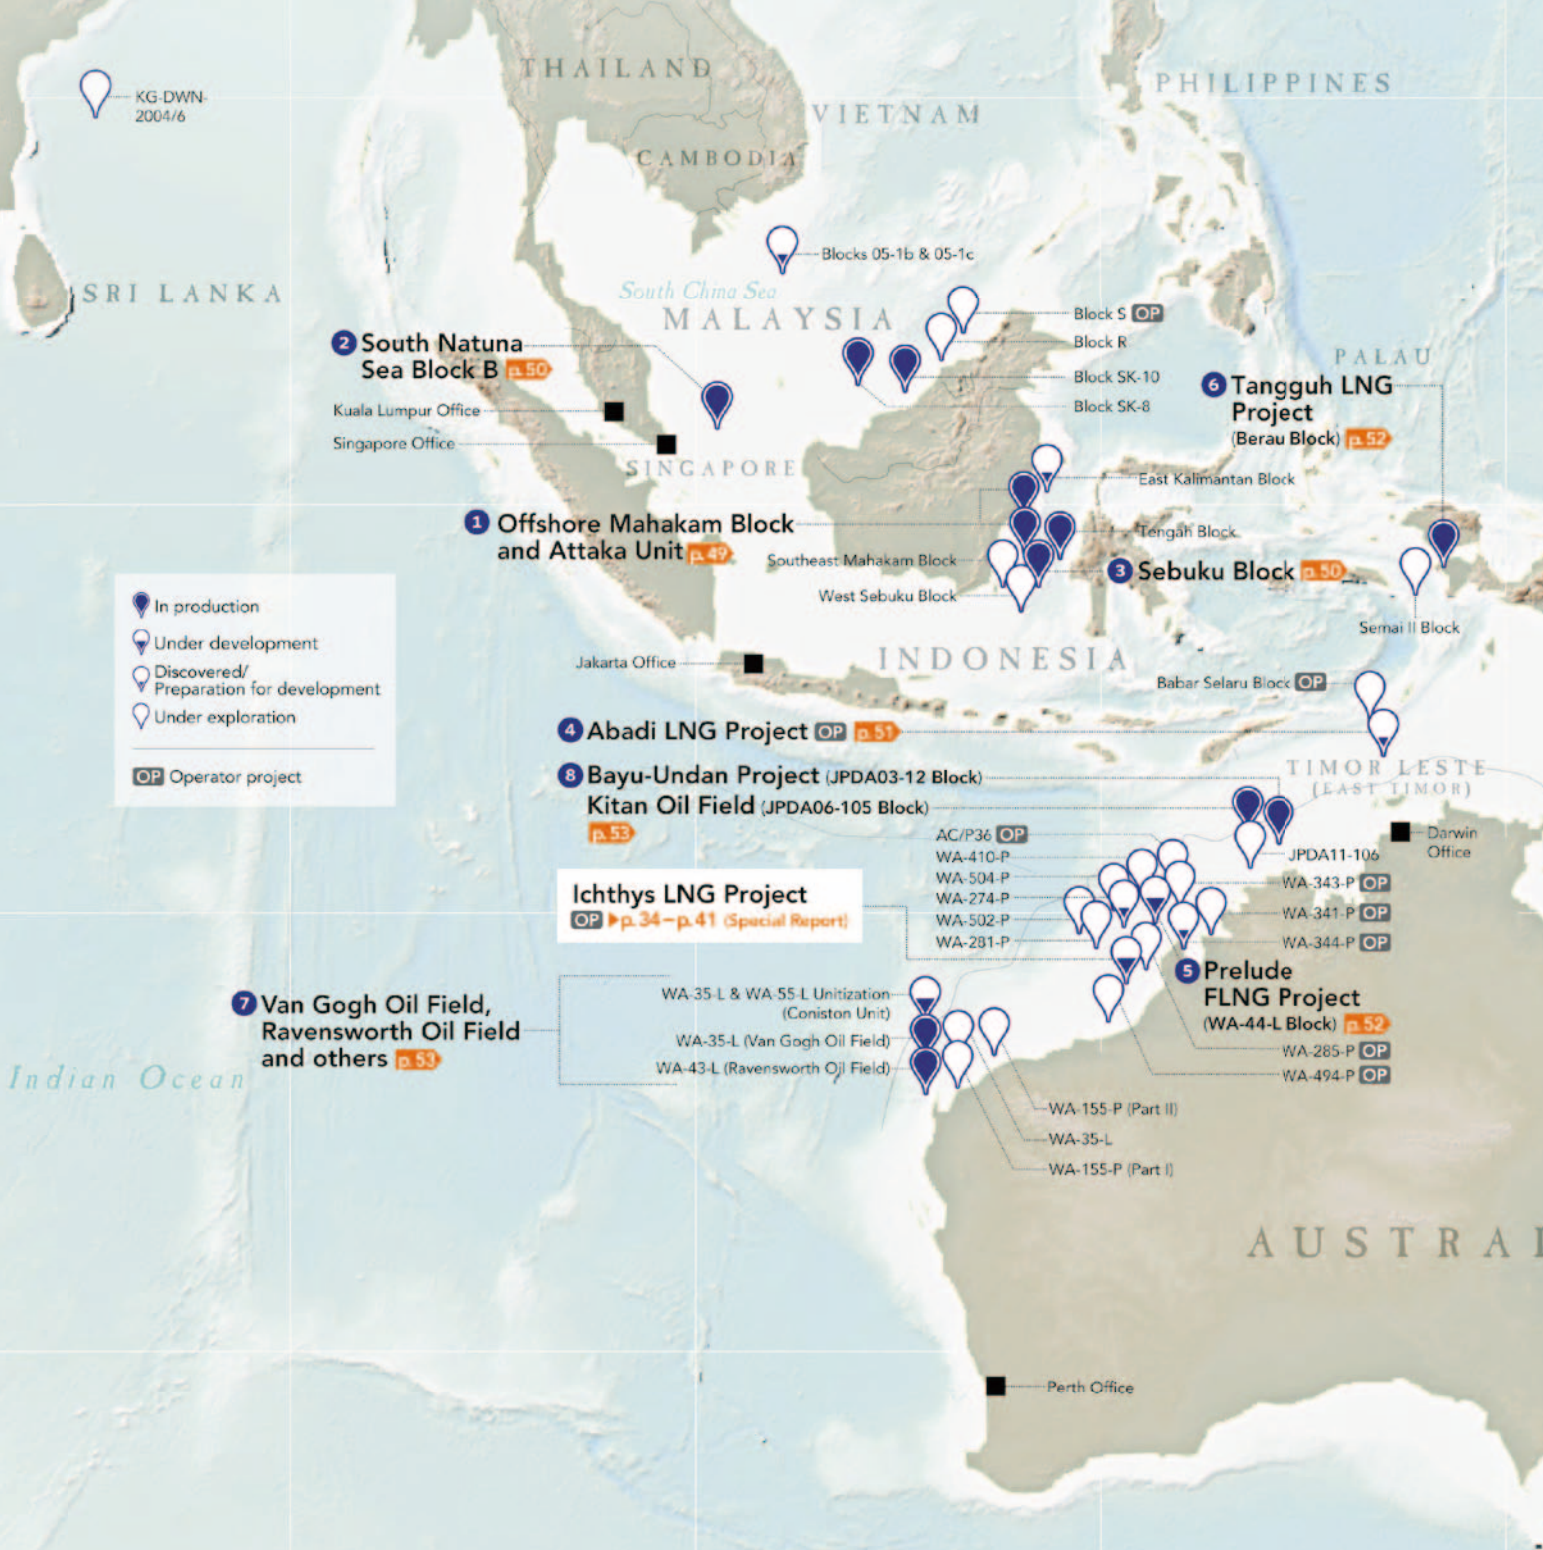 THAILAND
PHILIPPINES
KG-DWN-
2004/6
VIETNAM
CAMBODIA
Blocks 05-1b & 05-1c
SRI LANKA
South China Sea
MALAYSIA
Block S OP
Block R
2 South Natuna
Sea Block B p.50
PALAU
Block SK-10
6 Tangguh LNG
Project
(Berau Block) p.52
Kuala Lumpur Office
Block SK-8
Singapore Office
SINGAPORE
East Kalimantan Block
1 Offshore Mahakam Block
and Attaka Unit p.49
Tengah Block
Southeast Mahakam Block
3 Sebuku Block p.50
West Sebuku Block
In production
Under development
Discovered/
Preparation for development
Under exploration
OP Operator project
Semai II Block
Jakarta Office
INDONESIA
Babar Selaru Block OP
4 Abadi LNG Project OP p.51
8 Bayu-Undan Project (JPDA03-12 Block)
Kitan Oil Field (JPDA06-105 Block)
p.53
TIMOR LESTE
(EAST TIMOR)
Darwin
Office
AC/P36 OP
WA-410-P
WA-504-P
WA-274-P
WA-502-P
WA-281-P
JPDA11-106
WA-343-P OP
WA-341-P OP
WA-344-P OP
Ichthys LNG Project
OP ▶p.34–p.41 (Special Report)
5 Prelude
FLNG Project
(WA-44-L Block) p.52
WA-285-P OP
WA-494-P OP
7 Van Gogh Oil Field,
Ravensworth Oil Field
and others p.53
WA-35-L & WA-55-L Unitization
(Coniston Unit)
WA-35-L (Van Gogh Oil Field)
WA-43-L (Ravensworth Oil Field)
Indian Ocean
WA-155-P (Part II)
WA-35-L
WA-155-P (Part I)
AUSTRAL
Perth Office